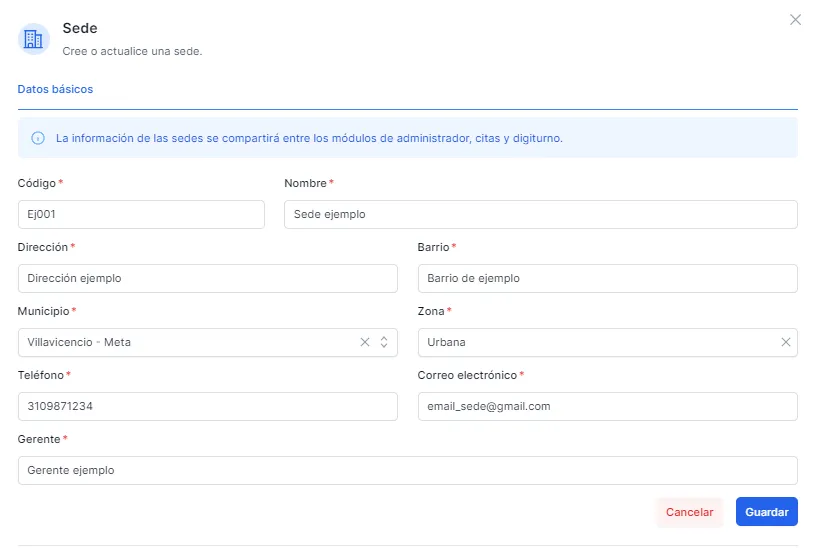 Sede
Cree o actualice una sede.
Datos básicos
La información de las sedes se compartirá entre los módulos de administrador, citas y digiturno.
Código * Nombre *
Ej001 Sede ejemplo
Dirección * Barrio *
Dirección ejemplo Barrio de ejemplo
Municipio * Zona *
Villavicencio - Meta Urbana
Teléfono * Correo electrónico *
3109871234 email_sede@gmail.com
Gerente *
Gerente ejemplo
Cancelar Guardar